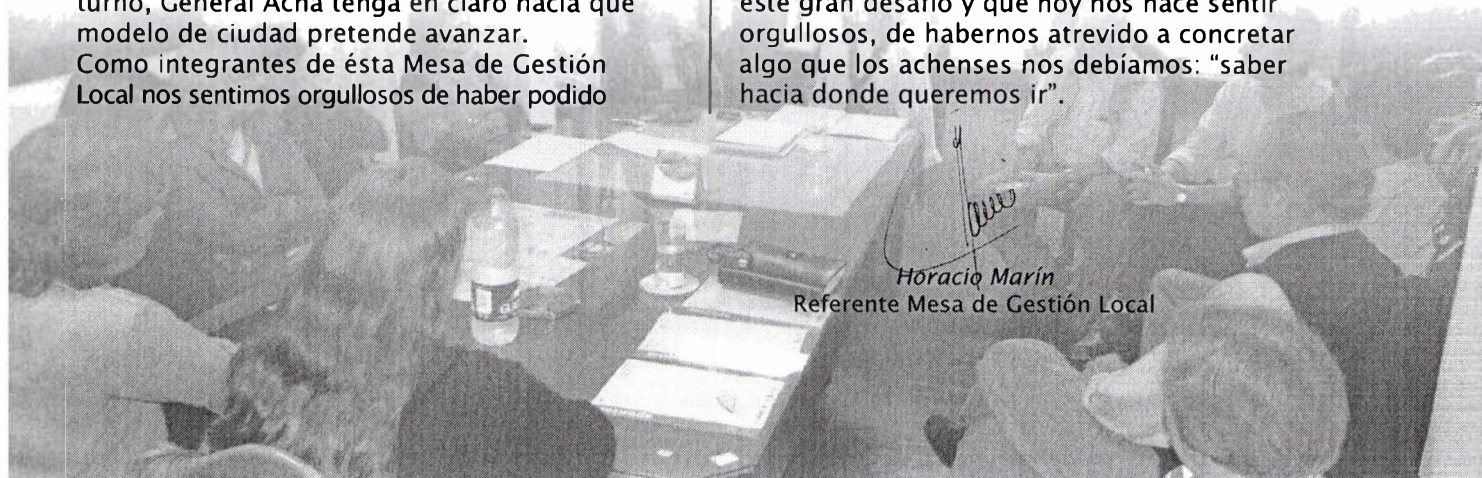 turno, General Acha tenga en claro hacia qué
modelo de ciudad pretende avanzar.
Como integrantes de ésta Mesa de Gestión
Local nos sentimos orgullosos de haber podido
este gran desafío y que hoy nos hace sentir
orgullosos, de habernos atrevido a concretar
algo que los achenses nos debíamos: "saber
hacia donde queremos ir".
Horacio Marín
Referente Mesa de Gestión Local